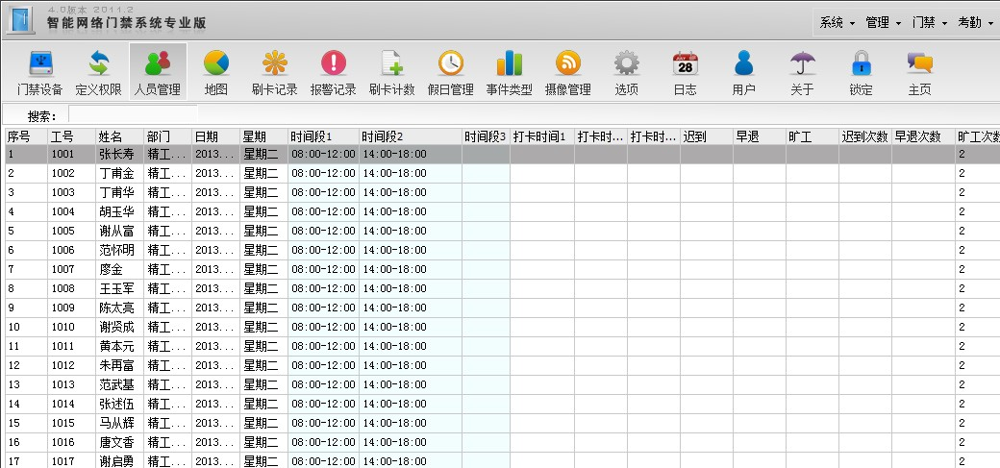 4.0版本 2011.2
智能网络门禁系统专业版
系统 管理 门禁 考勤
门禁设备 定义权限 人员管理 地图 刷卡记录 报警记录 刷卡计数 假日管理 事件类型 摄像管理 选项 日志 用户 关于 锁定 主页
JULY SF
28
搜索:
序号 工号 姓名 部门 日期 星期 时间段1 时间段2 时间段3 打卡时间1 打卡时... 打卡时... 迟到 早退 旷工 迟到次数 早退次数 旷工次数
1 1001 张长寿 精工... 2013... 星期二 08:00-12:00 14:00-18:00 2
2 1002 丁甫金 精工... 2013... 星期二 08:00-12:00 14:00-18:00 2
3 1003 丁甫华 精工... 2013... 星期二 08:00-12:00 14:00-18:00 2
4 1004 胡玉华 精工... 2013... 星期二 08:00-12:00 14:00-18:00 2
5 1005 谢从富 精工... 2013... 星期二 08:00-12:00 14:00-18:00 2
6 1006 范怀明 精工... 2013... 星期二 08:00-12:00 14:00-18:00 2
7 1007 廖金 精工... 2013... 星期二 08:00-12:00 14:00-18:00 2
8 1008 王玉军 精工... 2013... 星期二 08:00-12:00 14:00-18:00 2
9 1009 陈太亮 精工... 2013... 星期二 08:00-12:00 14:00-18:00 2
10 1010 谢贤成 精工... 2013... 星期二 08:00-12:00 14:00-18:00 2
11 1011 黄本元 精工... 2013... 星期二 08:00-12:00 14:00-18:00 2
12 1012 朱再富 精工... 2013... 星期二 08:00-12:00 14:00-18:00 2
13 1013 范武基 精工... 2013... 星期二 08:00-12:00 14:00-18:00 2
14 1014 张述伍 精工... 2013... 星期二 08:00-12:00 14:00-18:00 2
15 1015 马从辉 精工... 2013... 星期二 08:00-12:00 14:00-18:00 2
16 1016 唐文香 精工... 2013... 星期二 08:00-12:00 14:00-18:00 2
17 1017 谢启勇 精工... 2013... 星期二 08:00-12:00 14:00-18:00 2